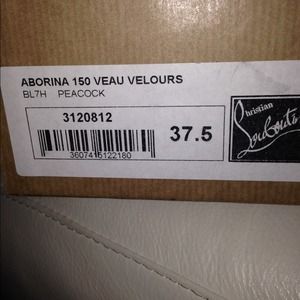 ABORINA 150 VEAU VELOURS
BL7H PEACOCK
3120812
37.5
3607415122180
Christian
Louboutin